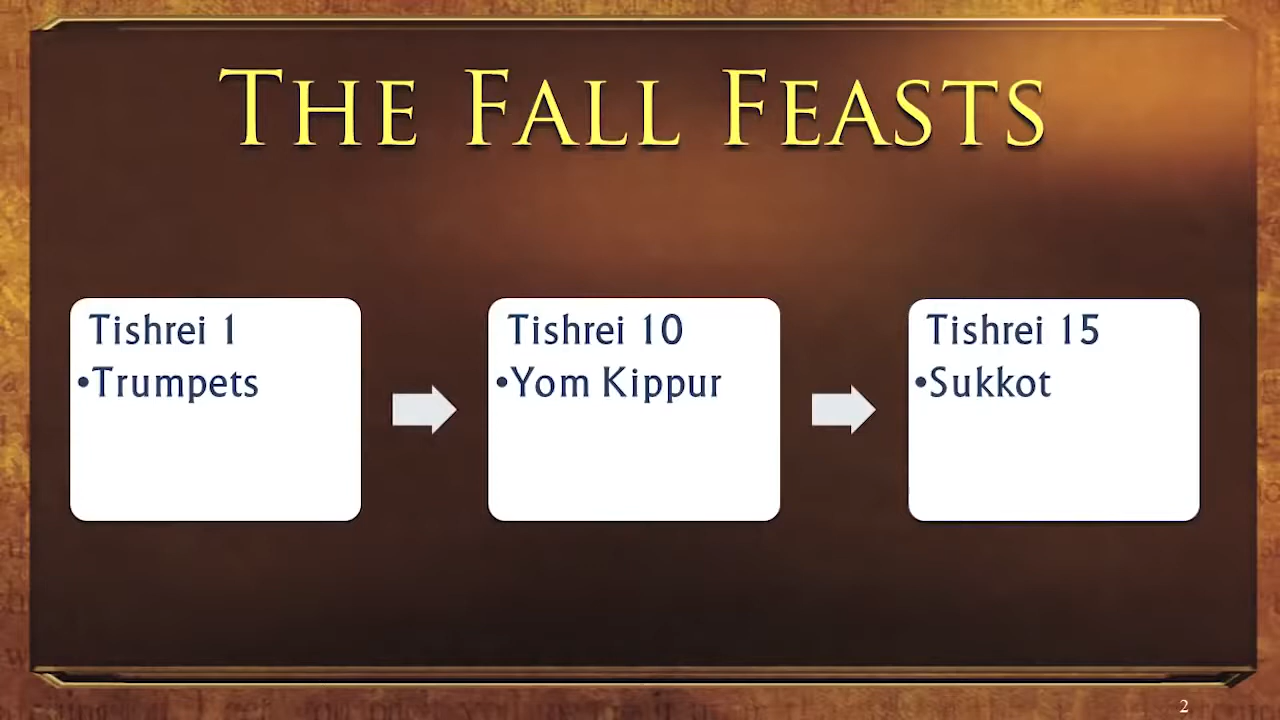 The Fall Feasts
Tishrei 1
•Trumpets
Tishrei 10
•Yom Kippur
Tishrei 15
•Sukkot
2